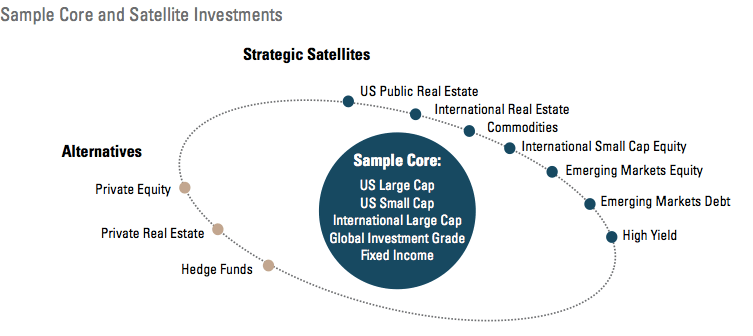 Sample Core and Satellite Investments
Strategic Satellites
US Public Real Estate
International Real Estate
Commodities
International Small Cap Equity
Emerging Markets Equity
Emerging Markets Debt
High Yield
Alternatives
Private Equity
Private Real Estate
Hedge Funds
Sample Core:
US Large Cap
US Small Cap
International Large Cap
Global Investment Grade
Fixed Income